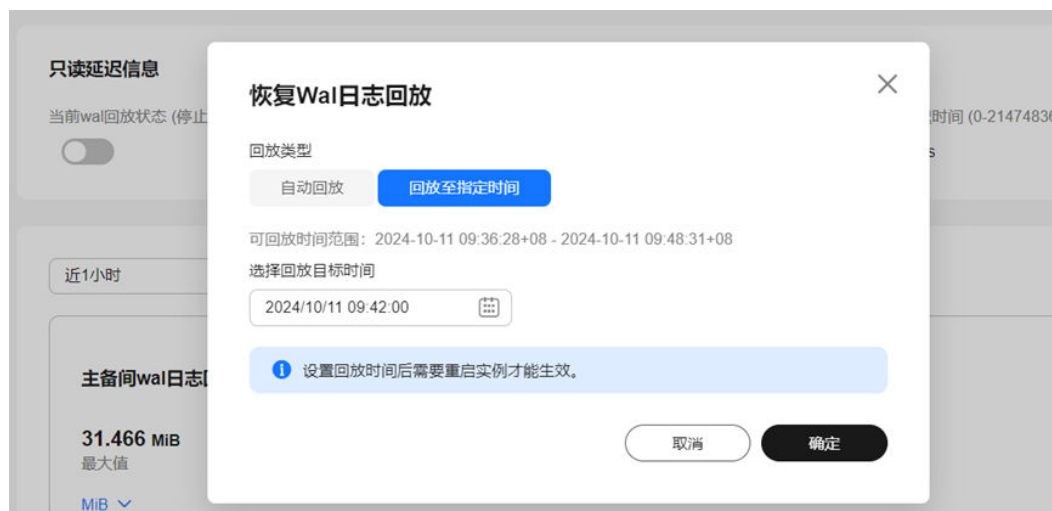 只读延迟信息
恢复Wal日志回放
当前wal回放状态 (停止
时间 (0-2147483
s
回放类型
自动回放
回放至指定时间
可回放时间范围：2024-10-11 09:36:28+08 - 2024-10-11 09:48:31+08
选择回放目标时间
近1小时
2024/10/11 09:42:00
设置回放时间后需要重启实例才能生效。
主备间wal日志
31.466 MiB
最大值
MiB
取消
确定